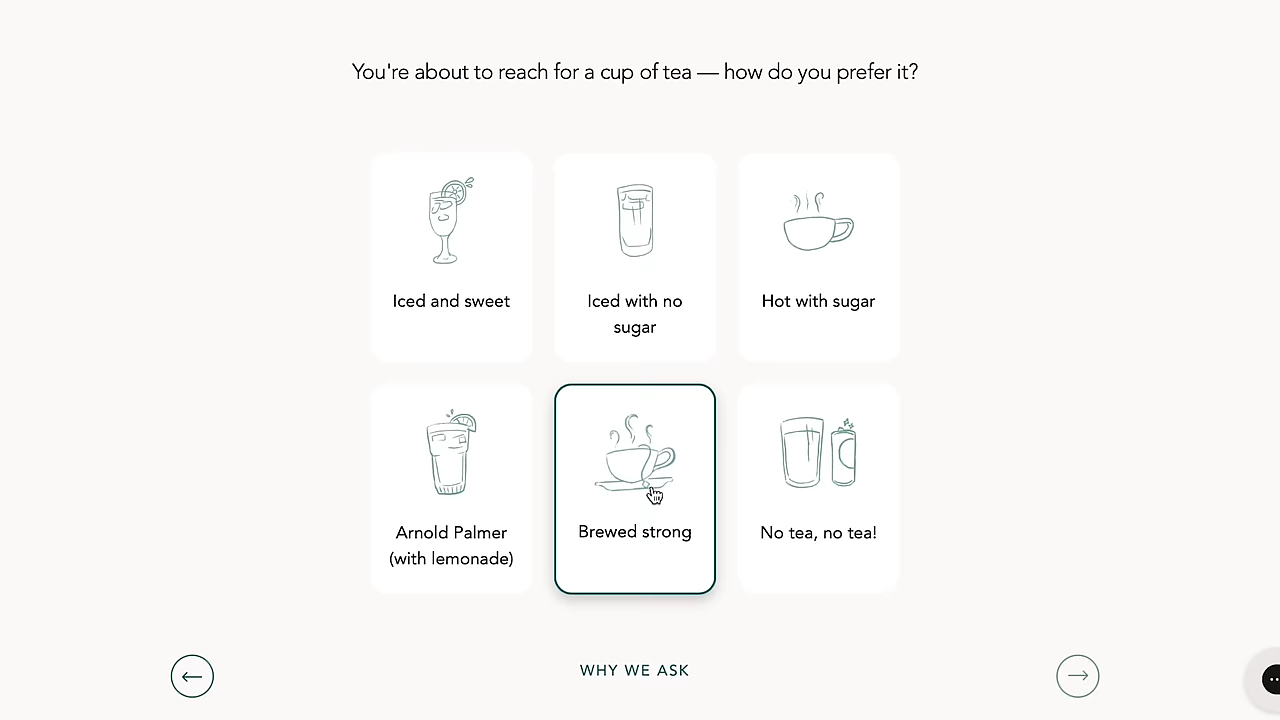 You're about to reach for a cup of tea — how do you prefer it?
Iced and sweet
Iced with no
sugar
Hot with sugar
Arnold Palmer
(with lemonade)
Brewed strong
No tea, no tea!
WHY WE ASK